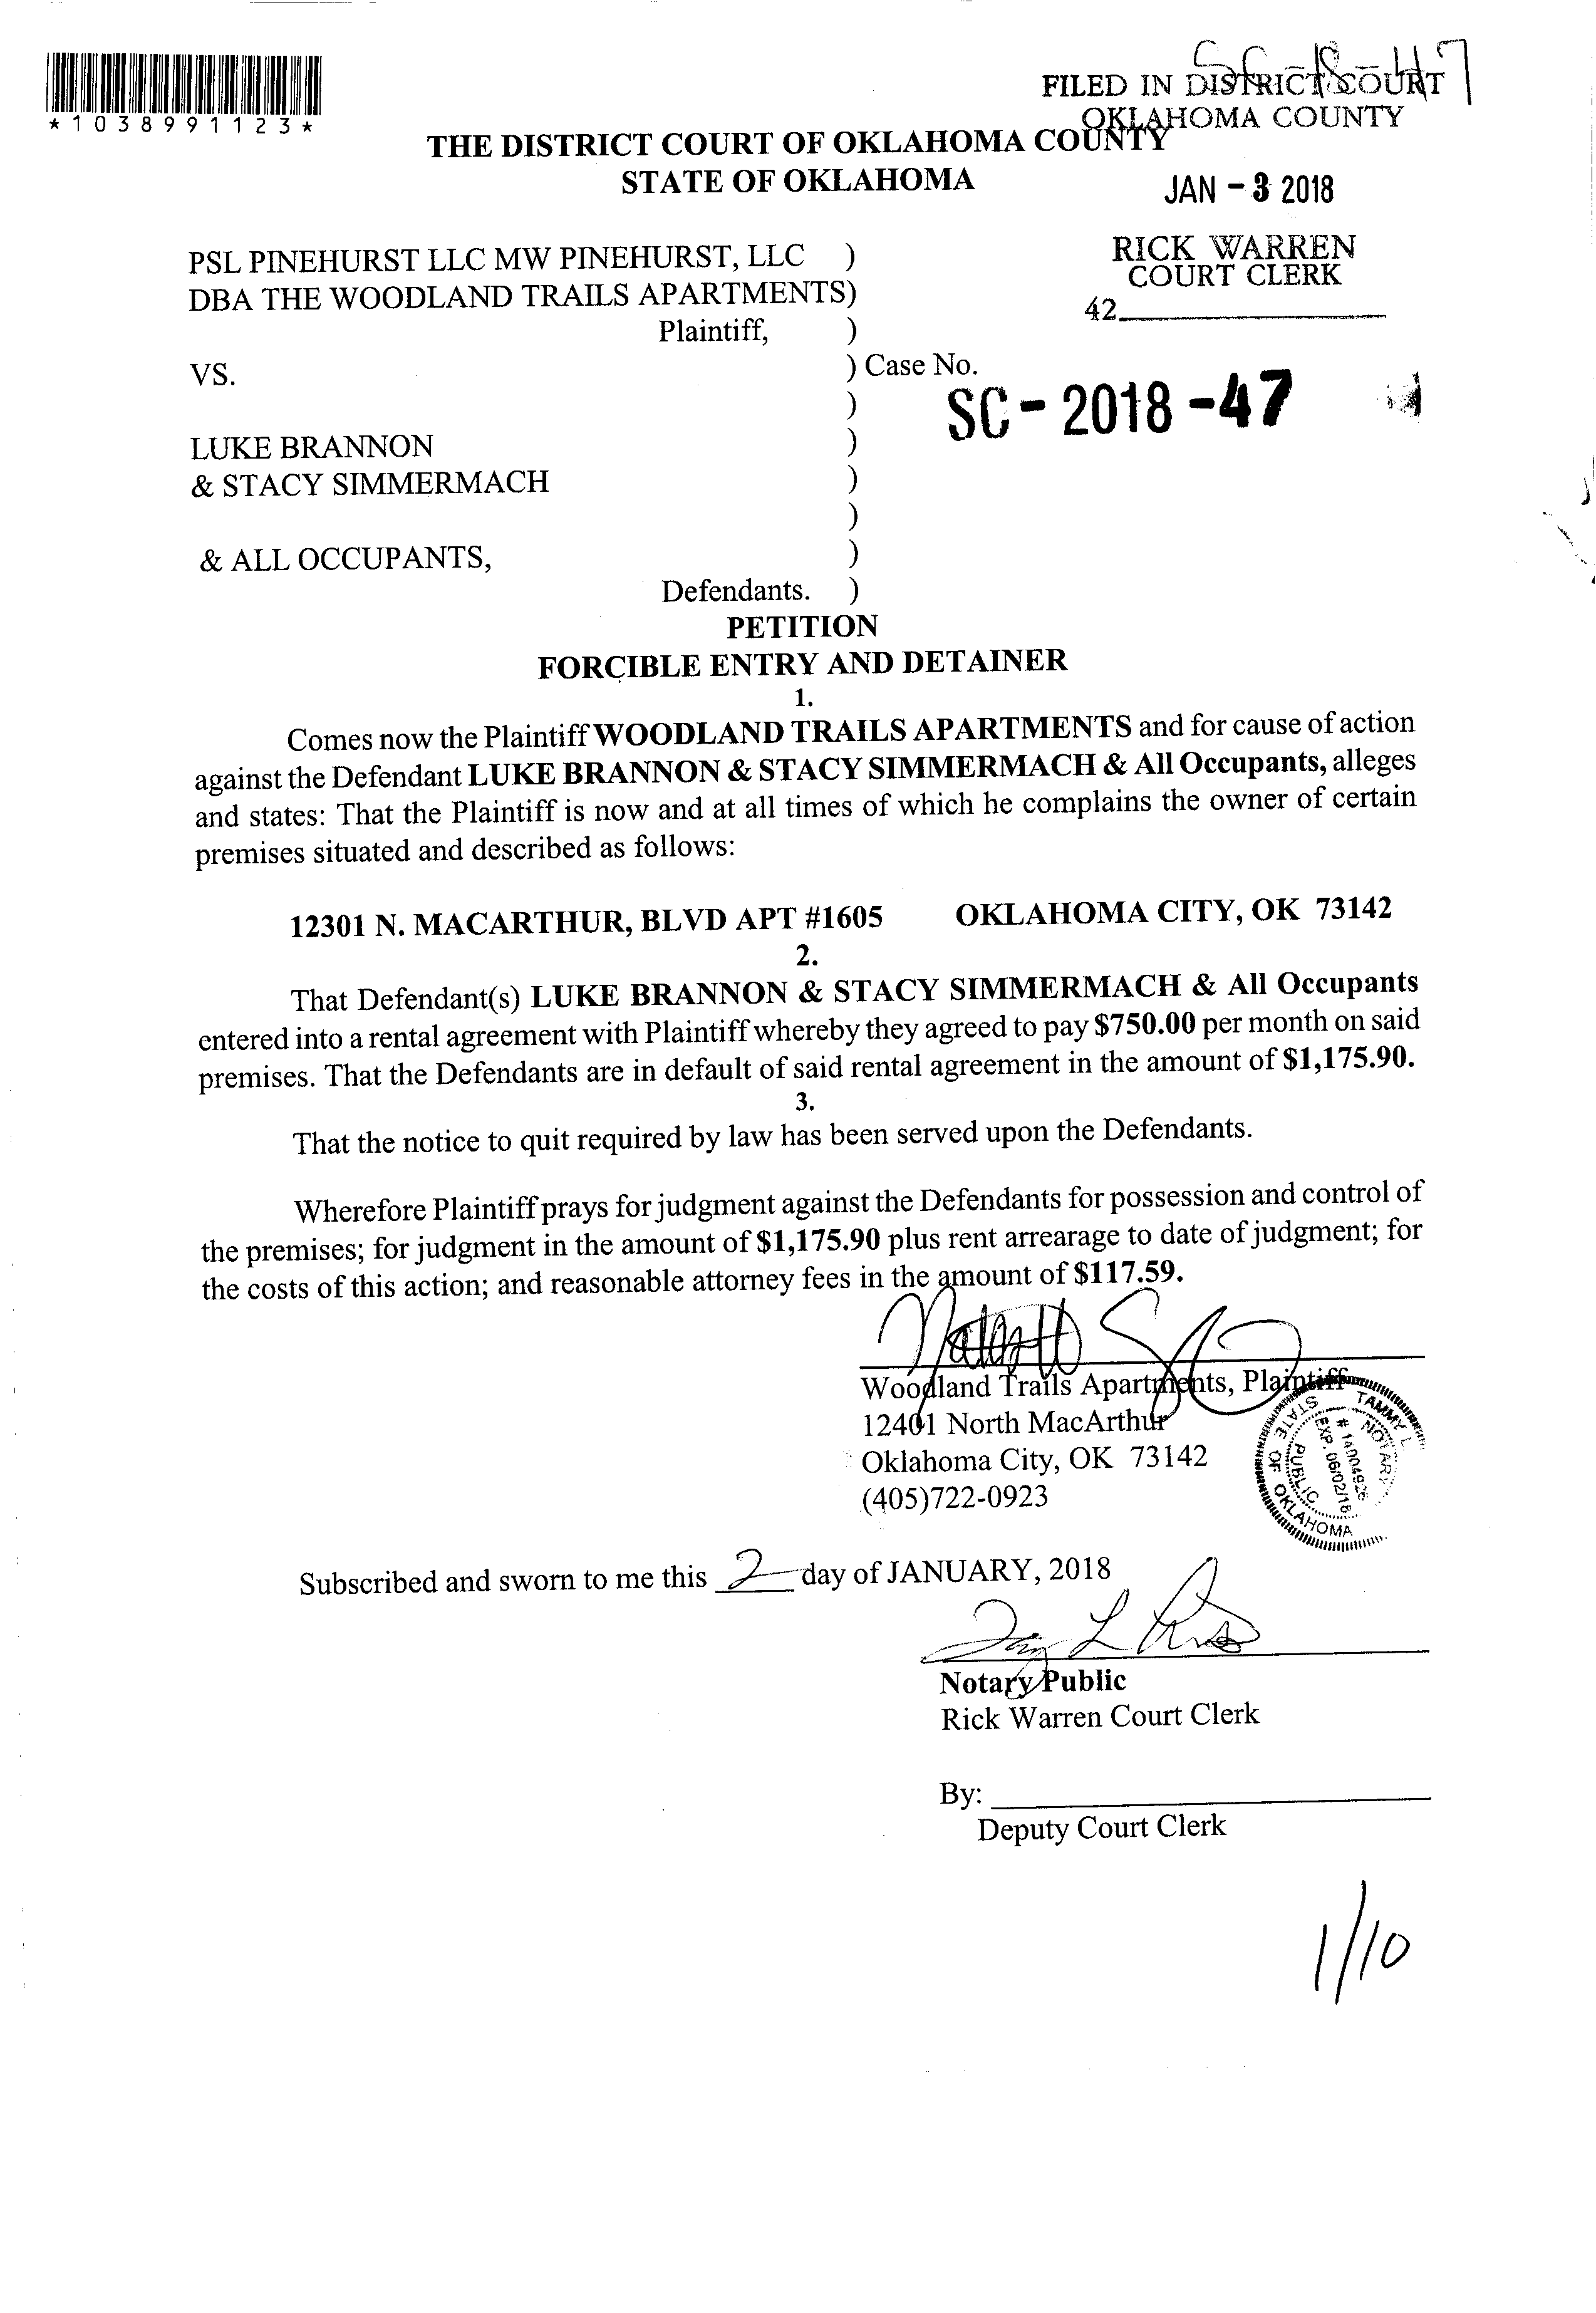 *1038991123*
FILED IN DISTRICT COURT
OKLAHOMA COUNTY
THE DISTRICT COURT OF OKLAHOMA COUNTY
STATE OF OKLAHOMA
JAN - 3 2018
RICK WARREN
COURT CLERK
42
PSL PINEHURST LLC MW PINEHURST, LLC )
DBA THE WOODLAND TRAILS APARTMENTS)
Plaintiff, )
VS. ) Case No.
)
SC - 2018 - 47
LUKE BRANNON )
& STACY SIMMERMACH )
)
& ALL OCCUPANTS, )
Defendants. )
PETITION
FORCIBLE ENTRY AND DETAINER
1.
Comes now the Plaintiff WOODLAND TRAILS APARTMENTS and for cause of action
against the Defendant LUKE BRANNON & STACY SIMMERMACH & All Occupants, alleges
and states: That the Plaintiff is now and at all times of which he complains the owner of certain
premises situated and described as follows:
12301 N. MACARTHUR, BLVD APT #1605 OKLAHOMA CITY, OK 73142
2.
That Defendant(s) LUKE BRANNON & STACY SIMMERMACH & All Occupants
entered into a rental agreement with Plaintiff whereby they agreed to pay $750.00 per month on said
premises. That the Defendants are in default of said rental agreement in the amount of $1,175.90.
3.
That the notice to quit required by law has been served upon the Defendants.
Wherefore Plaintiff prays for judgment against the Defendants for possession and control of
the premises; for judgment in the amount of $1,175.90 plus rent arrearage to date of judgment; for
the costs of this action; and reasonable attorney fees in the amount of $117.59.
Woodland Trails Apartments, Plaintiff
12401 North MacArthur
Oklahoma City, OK 73142
(405)722-0923
TAMMY L
NOTARY
# 14004926
EXP. 06/02/18
PUBLIC
STATE OF OKLAHOMA
Subscribed and sworn to me this 2 day of JANUARY, 2018
Notary Public
Rick Warren Court Clerk
By:
Deputy Court Clerk
1/10